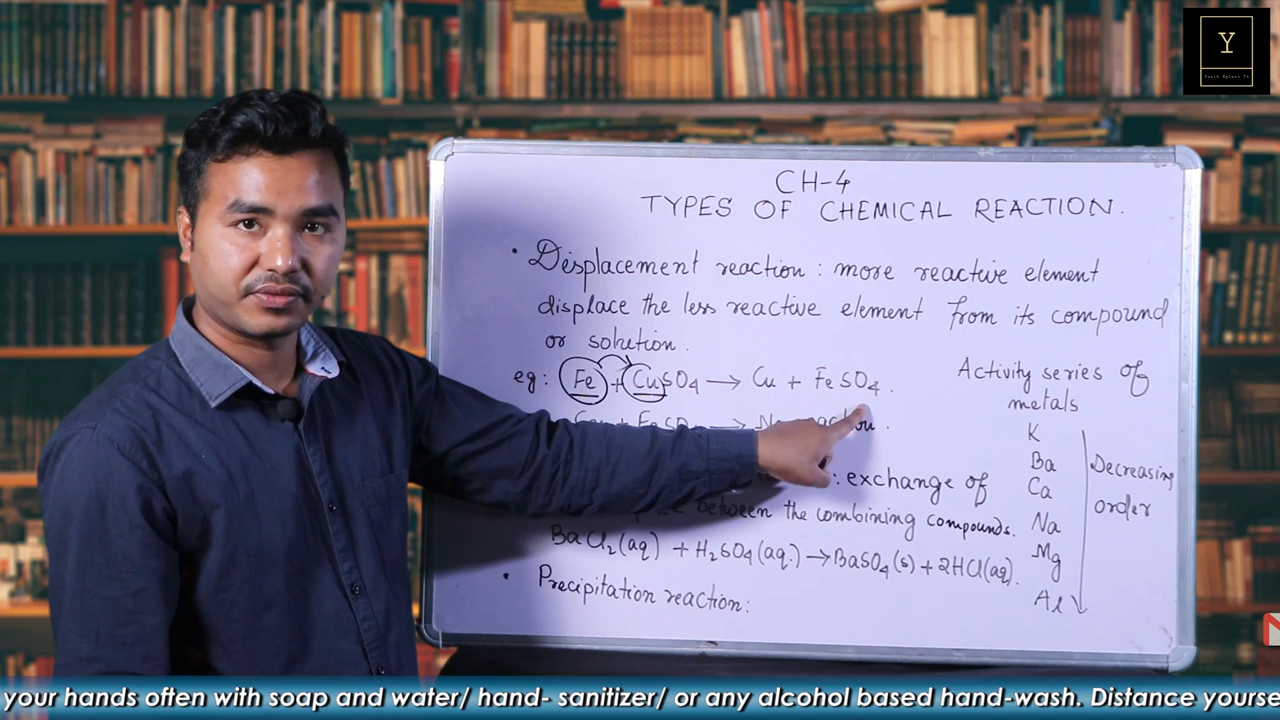 Y
CH-4
TYPES OF CHEMICAL REACTION.
• Displacement reaction : more reactive element
displace the less reactive element from its compound
or solution.
eg : Fe + CuSO4 → Cu + FeSO4 .
Activity series of
metals
K
Ba
Ca
Na
Mg
Al
Decreasing
order
: exchange of
between the combining compounds.
BaCl2(aq) + H2SO4(aq.) → BaSO4(s) + 2HCl(aq).
• Precipitation reaction :
your hands often with soap and water/ hand- sanitizer/ or any alcohol based hand-wash. Distance yourse